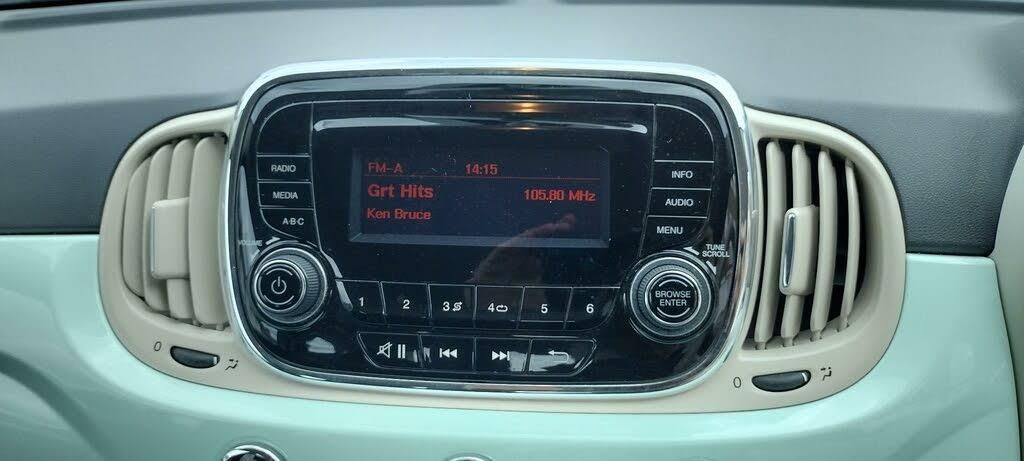 FM-A 14:15
Grt Hits 105.80 MHz
Ken Bruce
RADIO
MEDIA
A-B-C
INFO
AUDIO
MENU
VOLUME
TUNE
SCROLL
BROWSE
ENTER
1 2 3 4 5 6
0
0